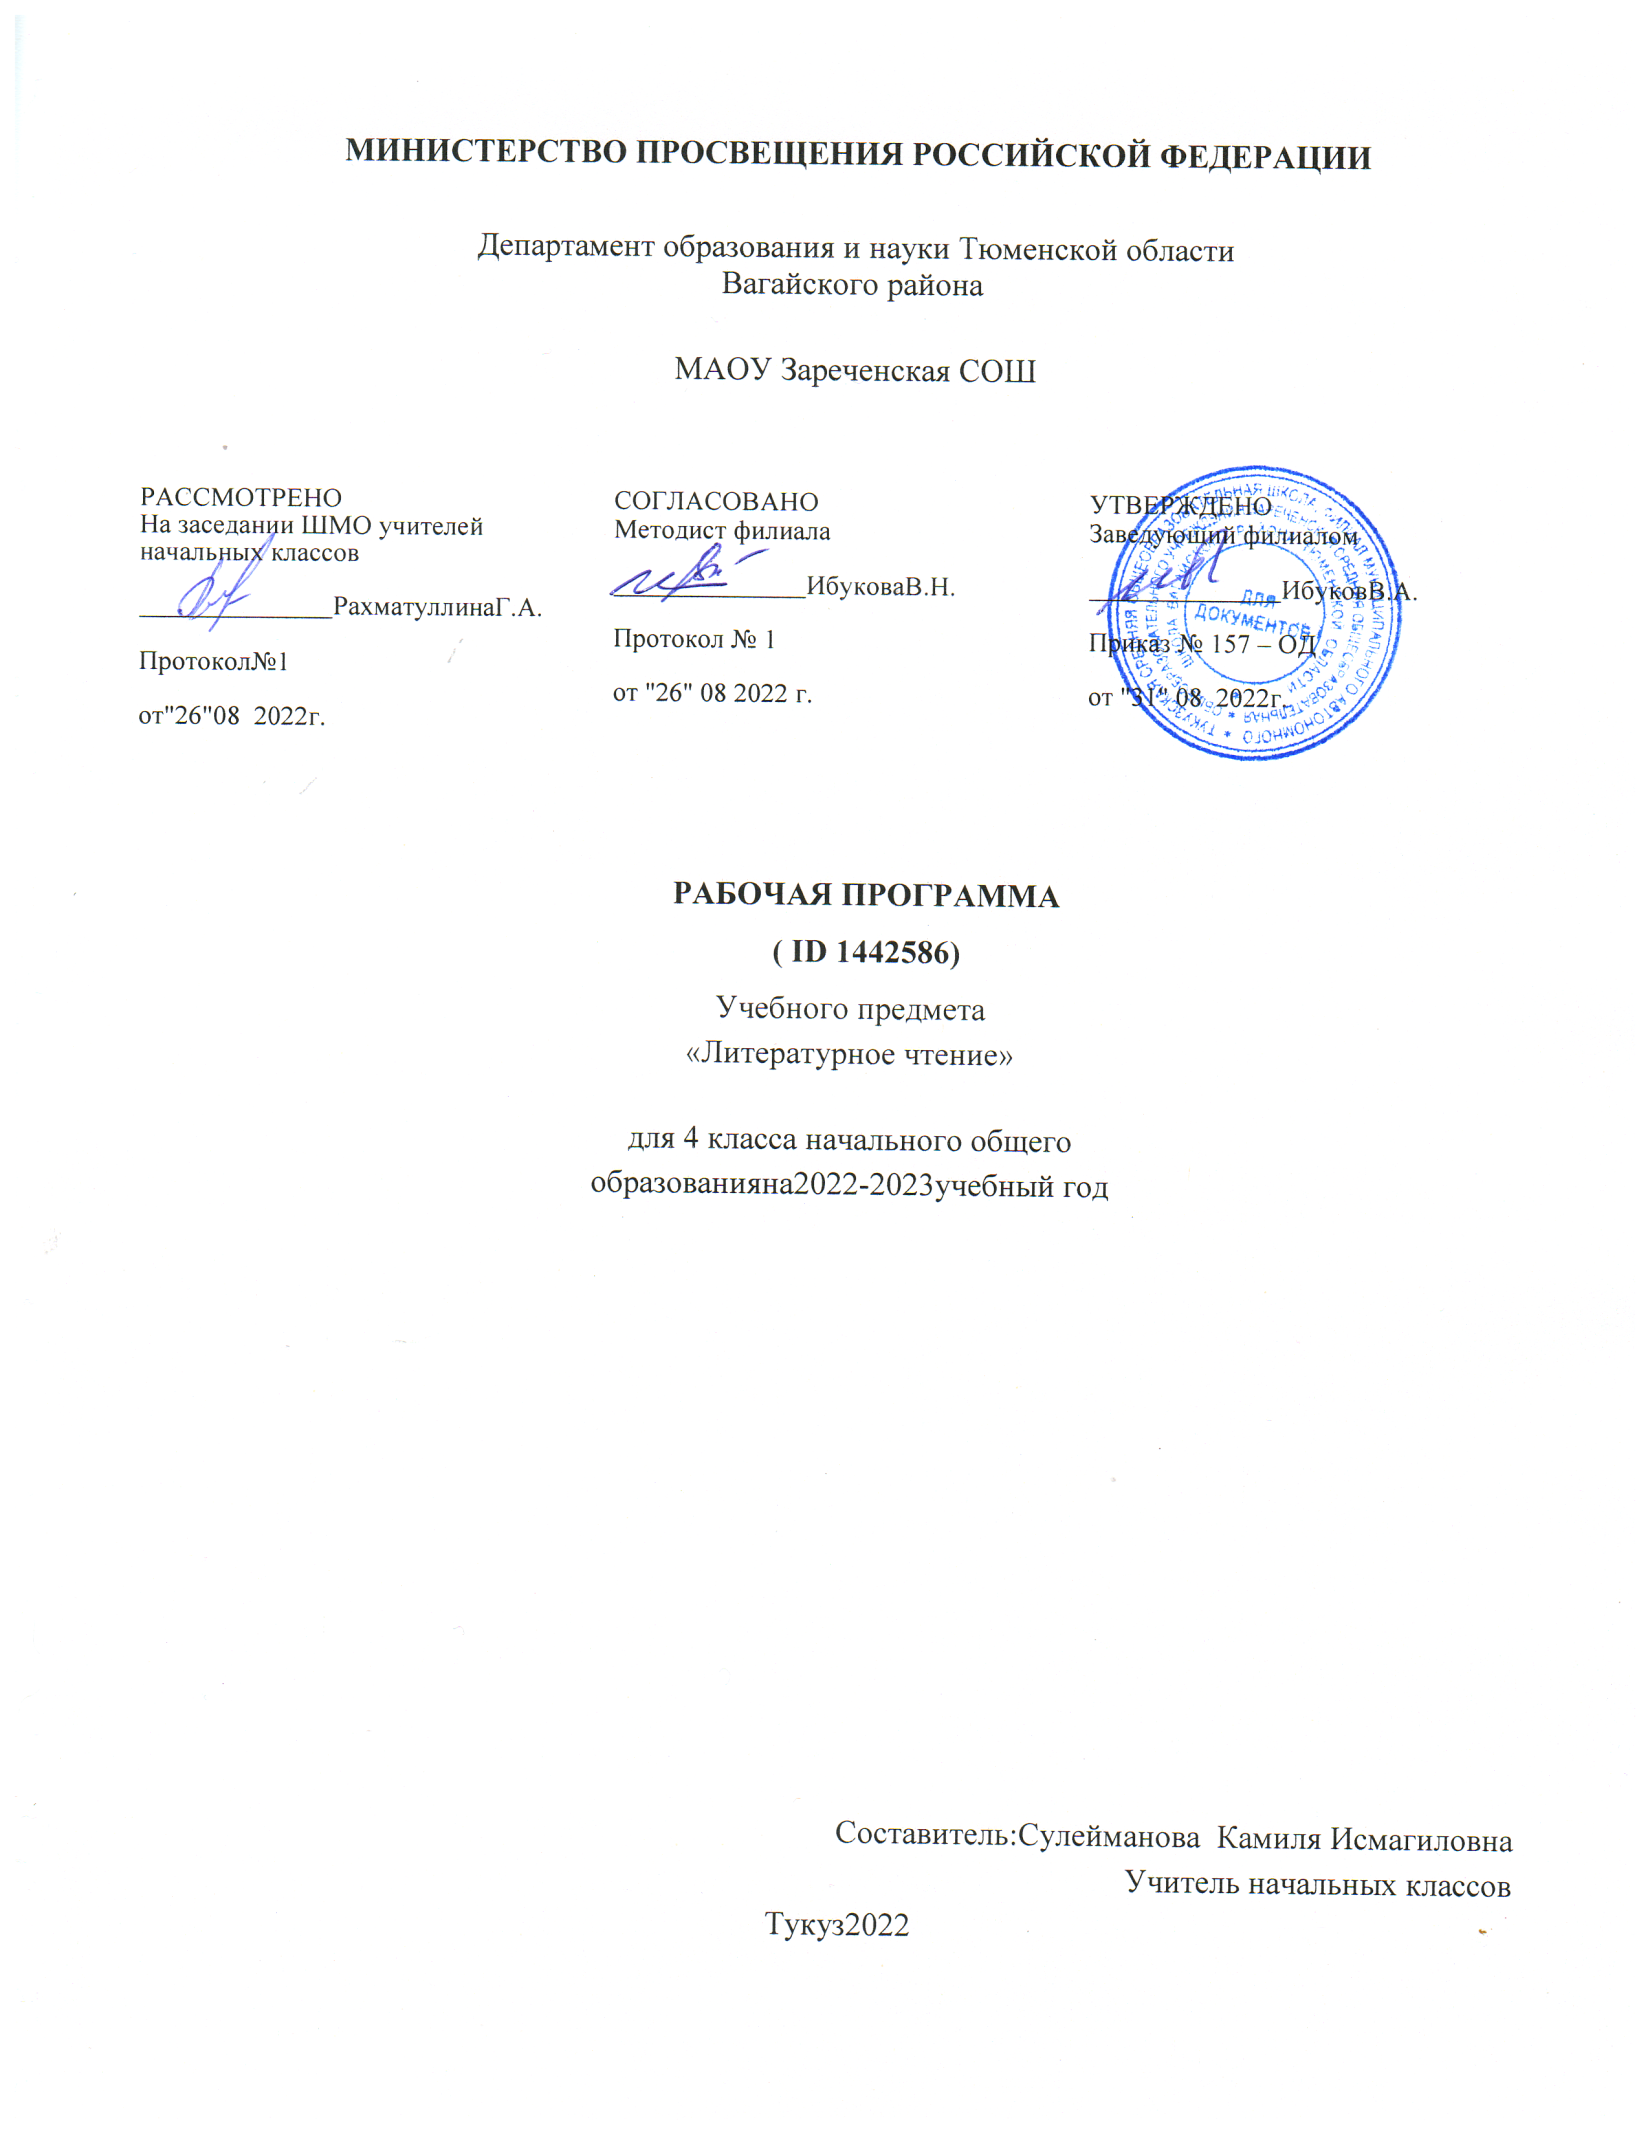 МИНИСТЕРСТВО ПРОСВЕЩЕНИЯ РОССИЙСКОЙ ФЕДЕРАЦИИ
Департамент образования и науки Тюменской области
Вагайского района
МАОУ Зареченская СОШ
РАССМОТРЕНО
На заседании ШМО учителей
начальных классов
______________РахматуллинаГ.А.
Протокол№1
от"26"08 2022г.
СОГЛАСОВАНО
Методист филиала
______________ИбуковаВ.Н.
Протокол № 1
от "26" 08 2022 г.
УТВЕРЖДЕНО
Заведующий филиалом
______________ИбуковВ.А.
Приказ № 157 – ОД
от "31" 08 2022г.
ДЛЯ
ДОКУМЕНТОВ
РАБОЧАЯ ПРОГРАММА
( ID 1442586)
Учебного предмета
«Литературное чтение»
для 4 класса начального общего
образованияна2022-2023учебный год
Составитель:Сулейманова Камиля Исмагиловна
Учитель начальных классов
Тукуз2022